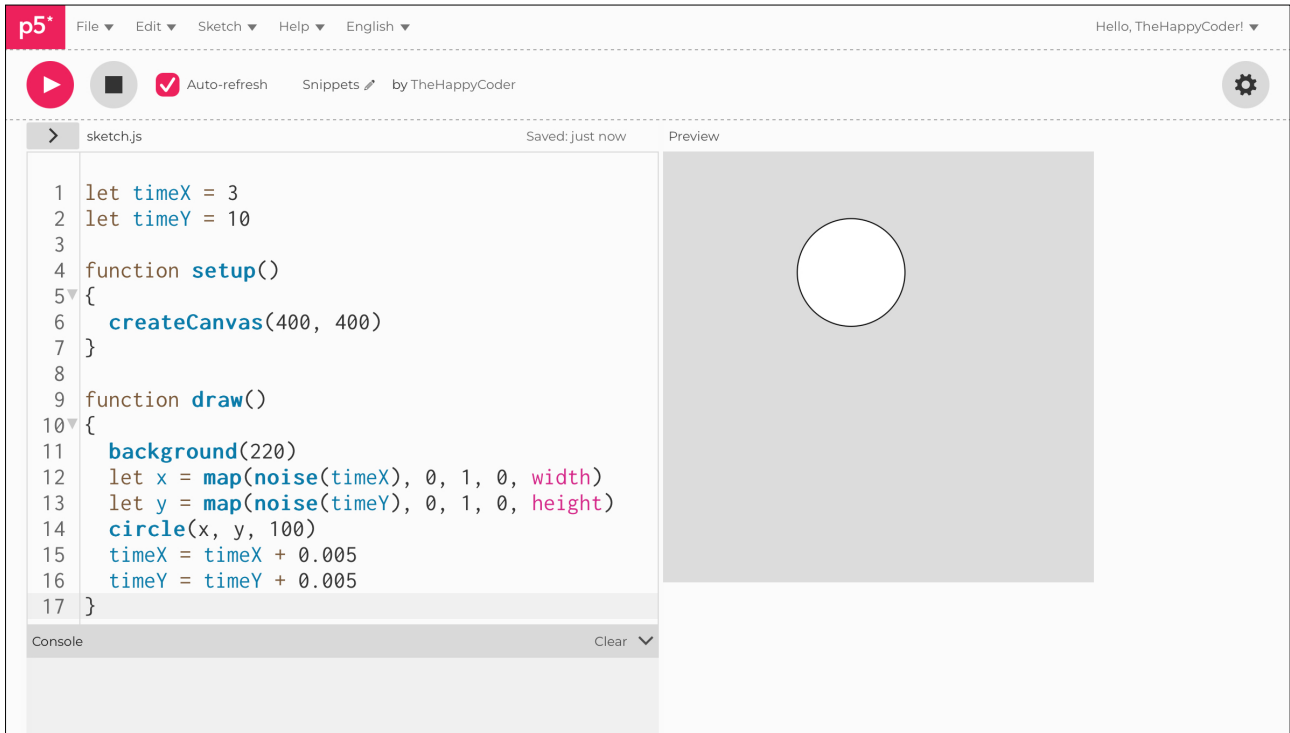 p5* File Edit Sketch Help English Hello, TheHappyCoder!
Auto-refresh Snippets by TheHappyCoder
sketch.js Saved: just now Preview
1 let timeX = 3
2 let timeY = 10
3
4 function setup()
5 {
6   createCanvas(400, 400)
7 }
8
9 function draw()
10 {
11   background(220)
12   let x = map(noise(timeX), 0, 1, 0, width)
13   let y = map(noise(timeY), 0, 1, 0, height)
14   circle(x, y, 100)
15   timeX = timeX + 0.005
16   timeY = timeY + 0.005
17 }
Console Clear